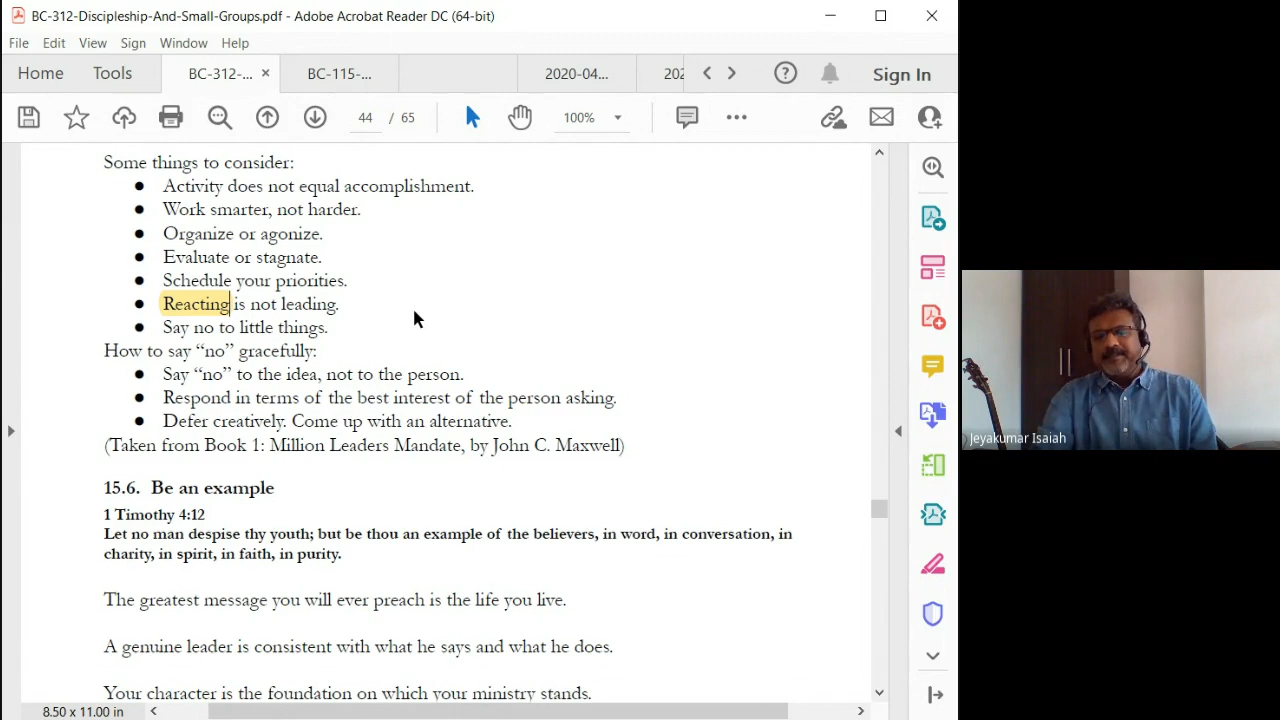 BC-312-Discipleship-And-Small-Groups.pdf - Adobe Acrobat Reader DC (64-bit)
File Edit View Sign Window Help
Home Tools BC-312-... × BC-115-... 2020-04... 202 Sign In
44 / 65 100%
Some things to consider:
● Activity does not equal accomplishment.
● Work smarter, not harder.
● Organize or agonize.
● Evaluate or stagnate.
● Schedule your priorities.
● Reacting is not leading.
● Say no to little things.
How to say “no” gracefully:
● Say “no” to the idea, not to the person.
● Respond in terms of the best interest of the person asking.
● Defer creatively. Come up with an alternative.
(Taken from Book 1: Million Leaders Mandate, by John C. Maxwell)
15.6. Be an example
1 Timothy 4:12
Let no man despise thy youth; but be thou an example of the believers, in word, in conversation, in
charity, in spirit, in faith, in purity.
The greatest message you will ever preach is the life you live.
A genuine leader is consistent with what he says and what he does.
Your character is the foundation on which your ministry stands.
8.50 x 11.00 in
Jeyakumar Isaiah